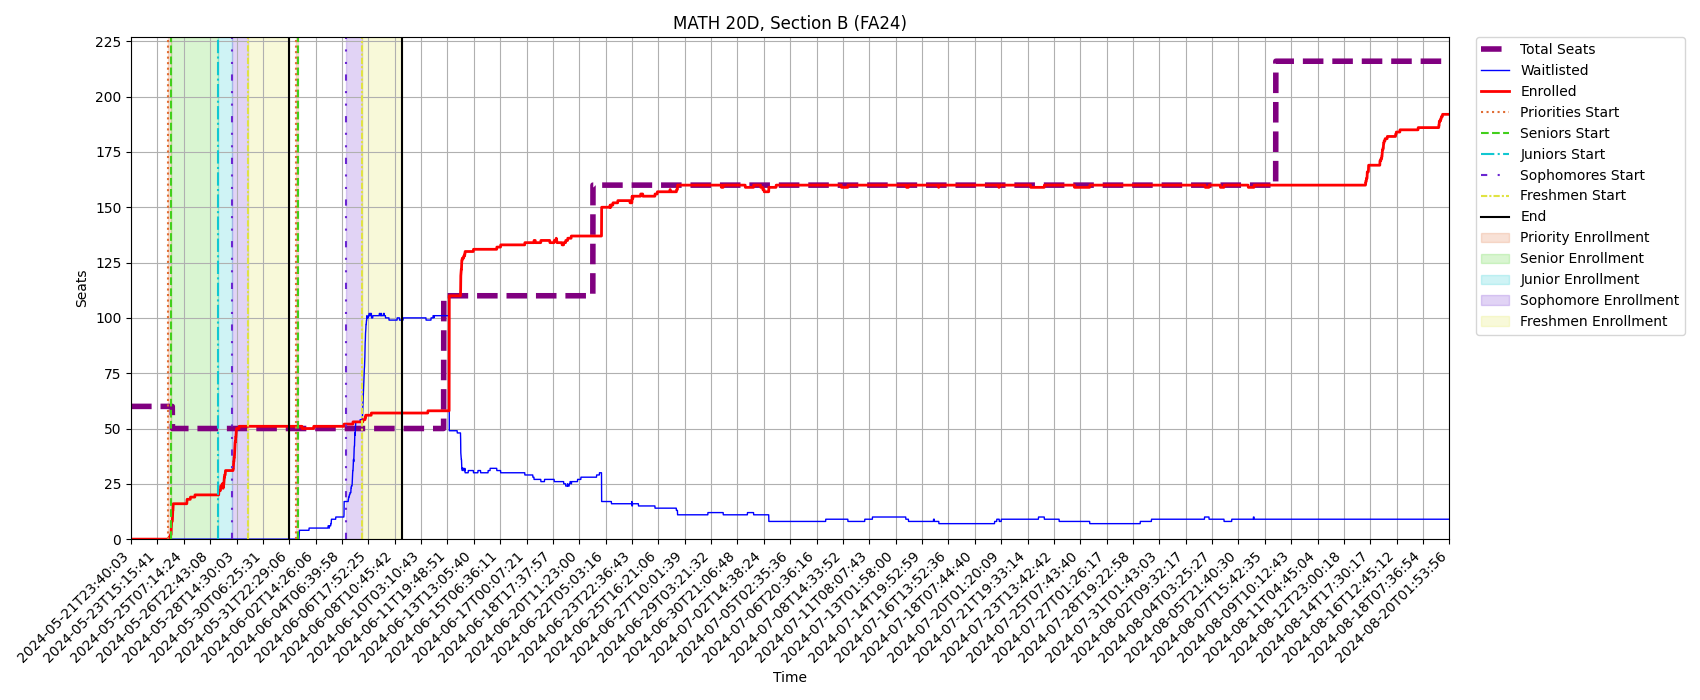 MATH 20D, Section B (FA24)
225
200
175
150
125
100
75
50
25
0
Seats
2024-05-21T23:40:03
2024-05-23T15:15:41
2024-05-25T07:14:24
2024-05-26T22:43:08
2024-05-28T14:30:03
2024-05-30T06:25:31
2024-05-31T22:29:06
2024-06-02T14:26:06
2024-06-04T06:39:58
2024-06-06T17:52:25
2024-06-08T10:45:42
2024-06-10T03:10:43
2024-06-11T19:48:51
2024-06-13T13:05:40
2024-06-15T06:36:11
2024-06-17T00:07:21
2024-06-18T17:37:57
2024-06-20T11:23:00
2024-06-22T05:03:16
2024-06-23T22:36:43
2024-06-25T16:21:06
2024-06-27T10:01:39
2024-06-29T03:21:32
2024-06-30T21:06:48
2024-07-02T14:38:24
2024-07-05T02:35:36
2024-07-06T20:36:16
2024-07-08T14:33:52
2024-07-11T08:07:43
2024-07-13T01:58:00
2024-07-14T19:52:59
2024-07-16T13:52:36
2024-07-18T07:44:40
2024-07-20T01:20:09
2024-07-21T19:33:14
2024-07-23T13:42:42
2024-07-25T07:43:40
2024-07-27T01:26:17
2024-07-28T19:22:58
2024-07-31T01:43:03
2024-08-02T09:32:17
2024-08-04T03:25:27
2024-08-05T21:40:30
2024-08-07T15:42:35
2024-08-09T10:12:43
2024-08-11T04:45:04
2024-08-12T23:00:18
2024-08-14T17:30:17
2024-08-16T12:45:12
2024-08-18T07:36:54
2024-08-20T01:53:56
Time
Total Seats
Waitlisted
Enrolled
Priorities Start
Seniors Start
Juniors Start
Sophomores Start
Freshmen Start
End
Priority Enrollment
Senior Enrollment
Junior Enrollment
Sophomore Enrollment
Freshmen Enrollment